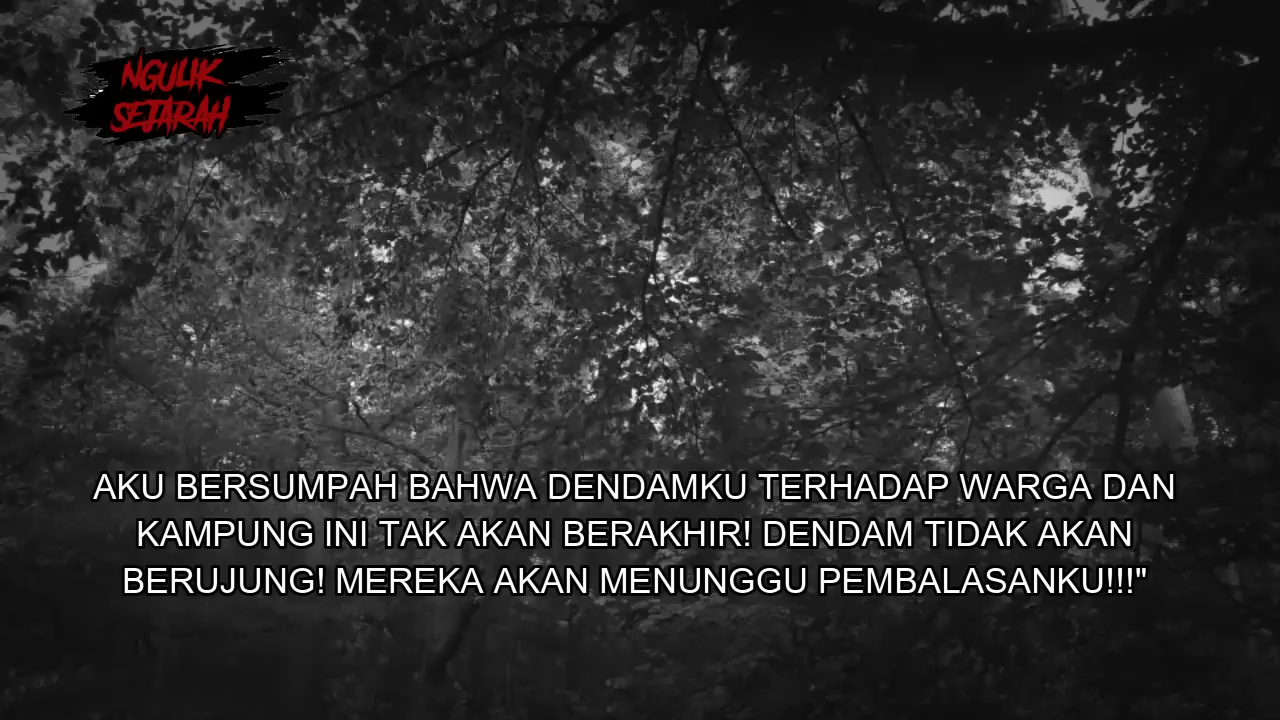 NGULIK
SEJARAH
AKU BERSUMPAH BAHWA DENDAMKU TERHADAP WARGA DAN
KAMPUNG INI TAK AKAN BERAKHIR! DENDAM TIDAK AKAN
BERUJUNG! MEREKA AKAN MENUNGGU PEMBALASANKU!!!"